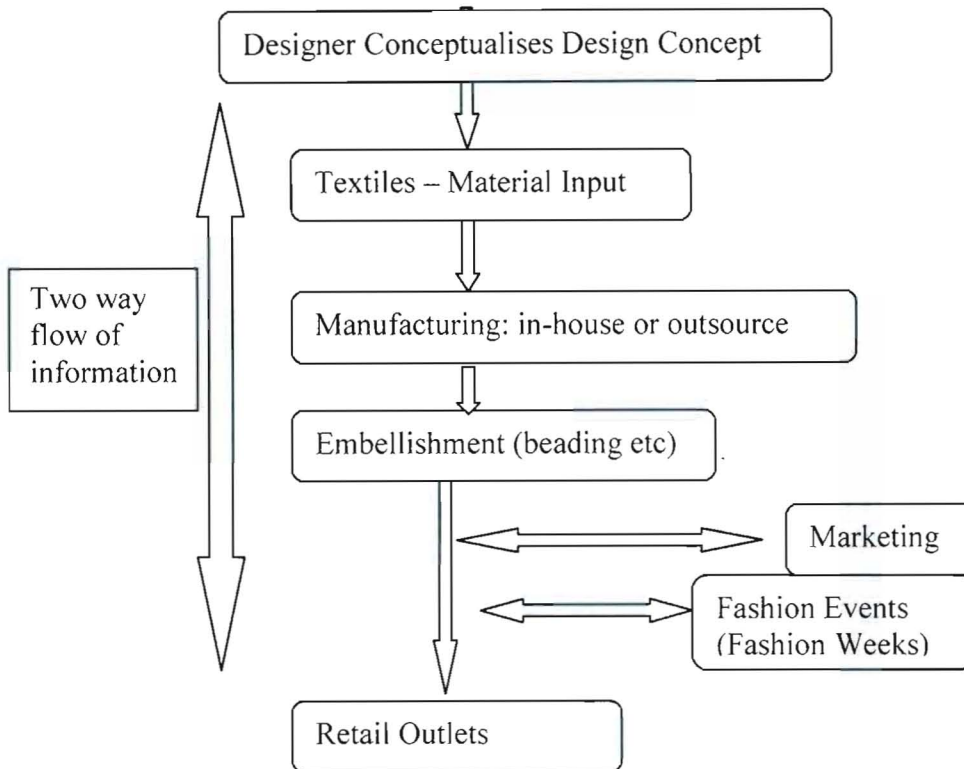 Designer Conceptualises Design Concept
Textiles – Material Input
Two way
flow of
information
Manufacturing: in-house or outsource
Embellishment (beading etc)
Marketing
Fashion Events
(Fashion Weeks)
Retail Outlets